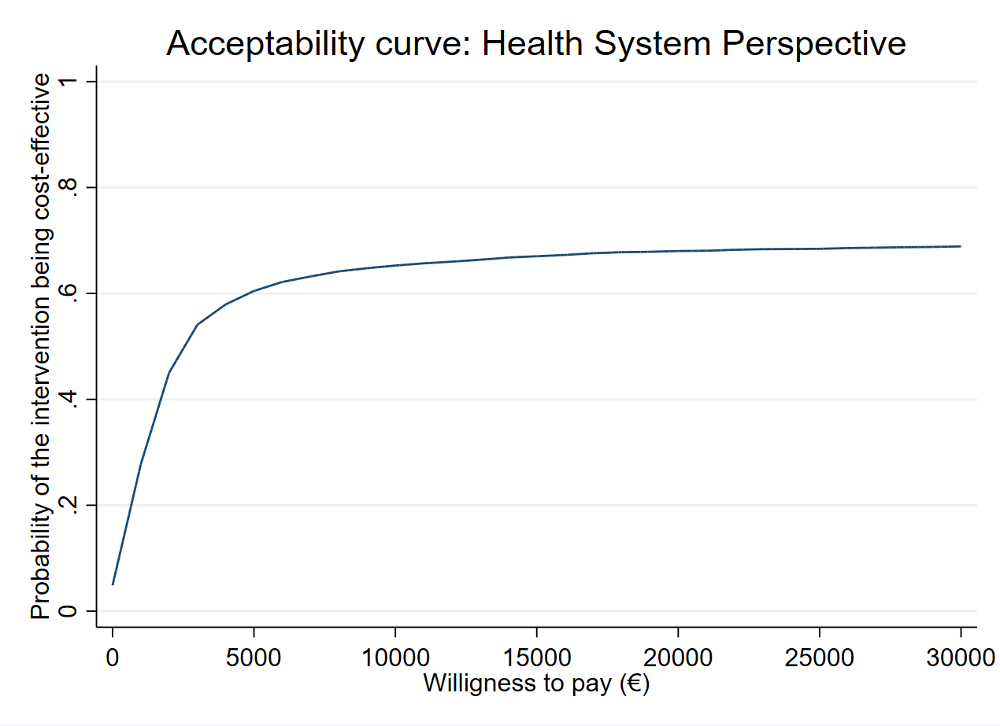 Acceptability curve: Health System Perspective
Probability of the intervention being cost-effective
1
.8
.6
.4
.2
0
0 5000 10000 15000 20000 25000 30000
Willigness to pay (€)